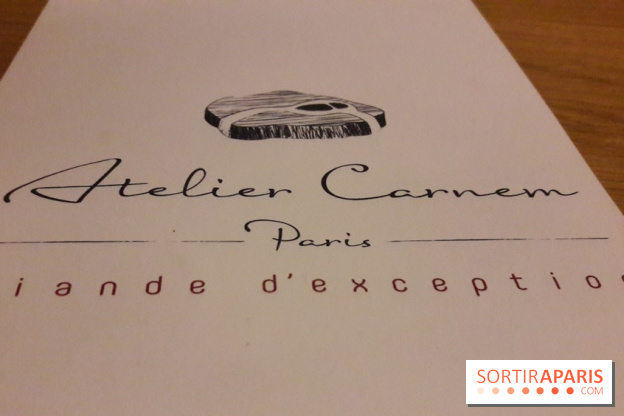 Atelier Carnem
Paris
iande d'exceptio
SORTIRAPARIS
.COM